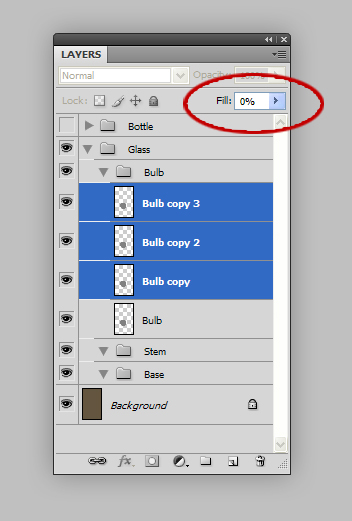 LAYERS
Normal Opacity: 100%
Lock: Fill: 0%
Bottle
Glass
Bulb
Bulb copy 3
Bulb copy 2
Bulb copy
Bulb
Stem
Base
Background
fx.